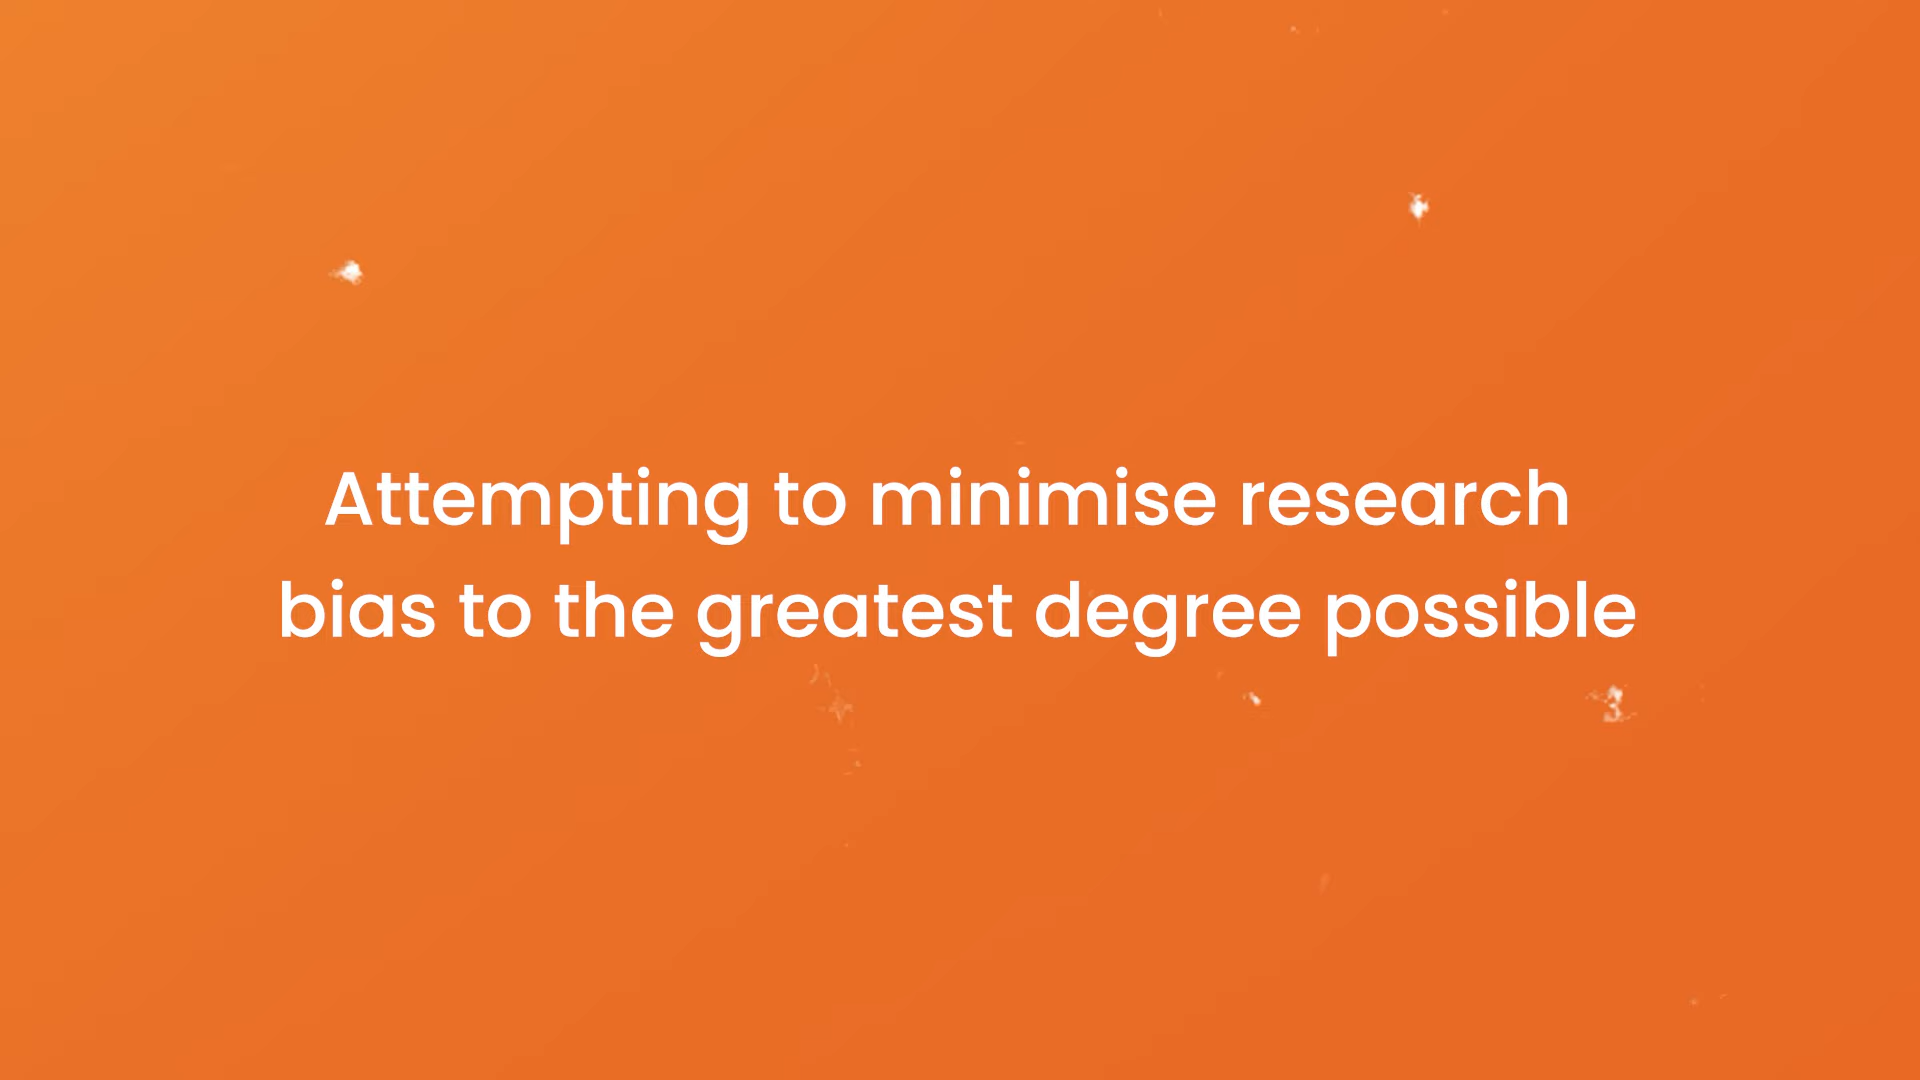 Attempting to minimise research
bias to the greatest degree possible